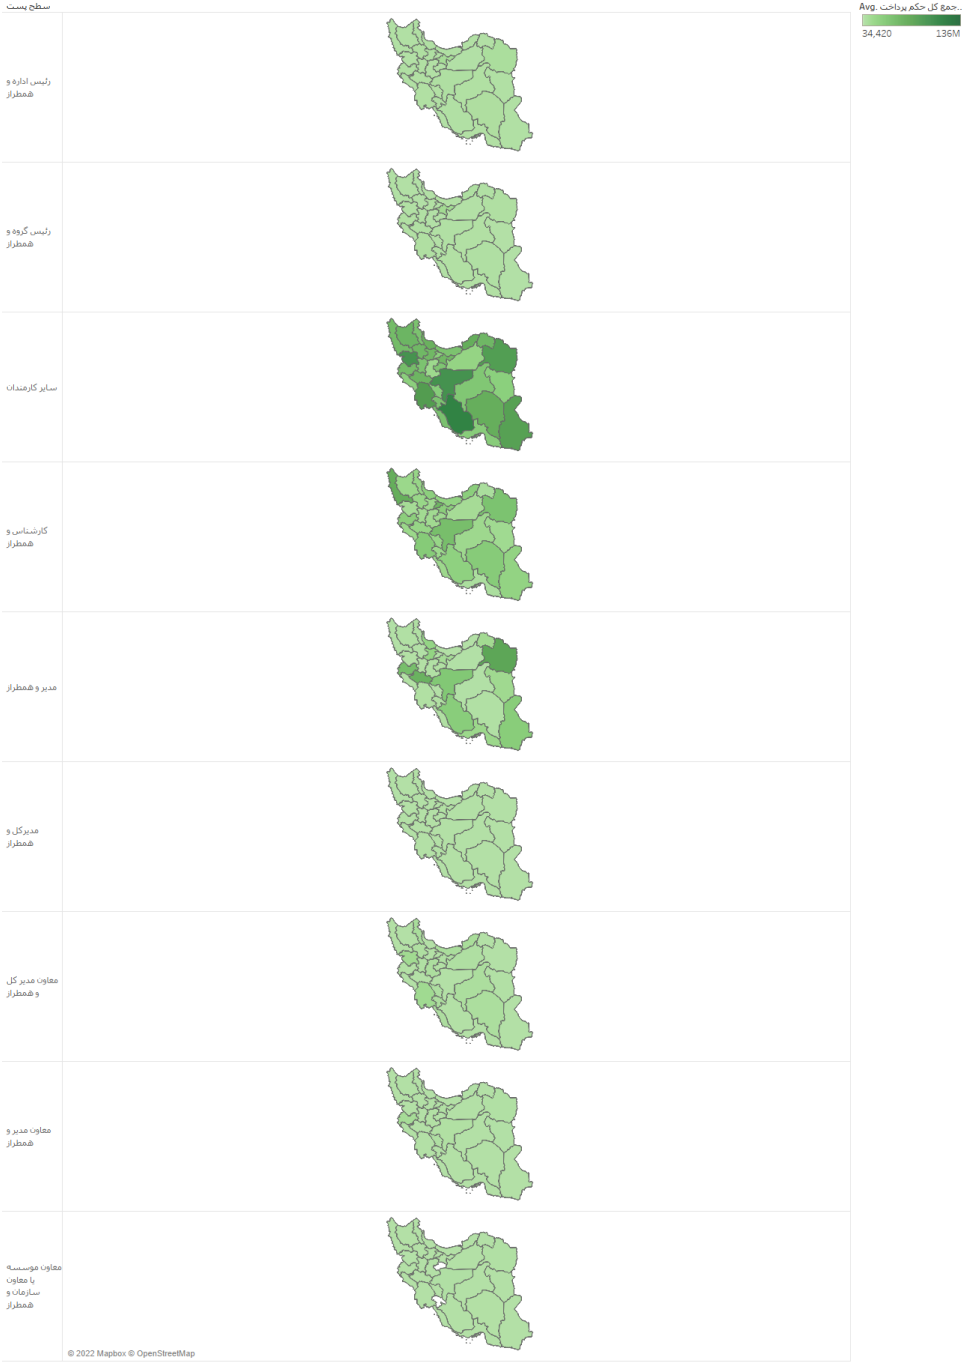 سطح پست
Avg. جمع کل حکم پرداخت..
34,420 136M
رئیس اداره و
همطراز
رئیس گروه و
همطراز
سایر کارمندان
کارشناس و
همطراز
مدیر و همطراز
مدیرکل و
همطراز
معاون مدیر کل
و همطراز
معاون مدیر و
همطراز
معاون موسسه
یا معاون
سازمان و
همطراز
© 2022 Mapbox © OpenStreetMap